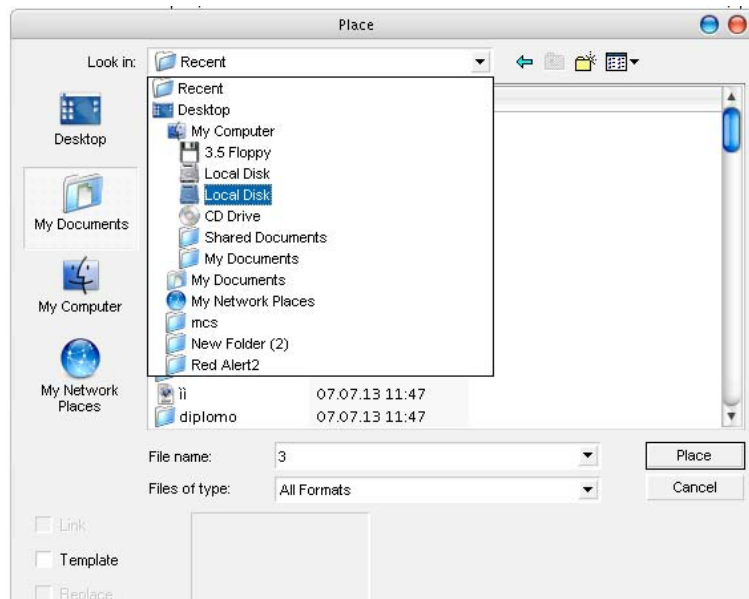 Place
Look in:
Recent
Recent
Desktop
My Computer
3.5 Floppy
Local Disk
Local Disk
CD Drive
Shared Documents
My Documents
My Documents
My Network Places
mcs
New Folder (2)
Red Alert2
ìì 07.07.13 11:47
diplomo 07.07.13 11:47
Desktop
My Documents
My Computer
My Network
Places
File name: 3
Place
Files of type: All Formats
Cancel
Link
Template
Replace